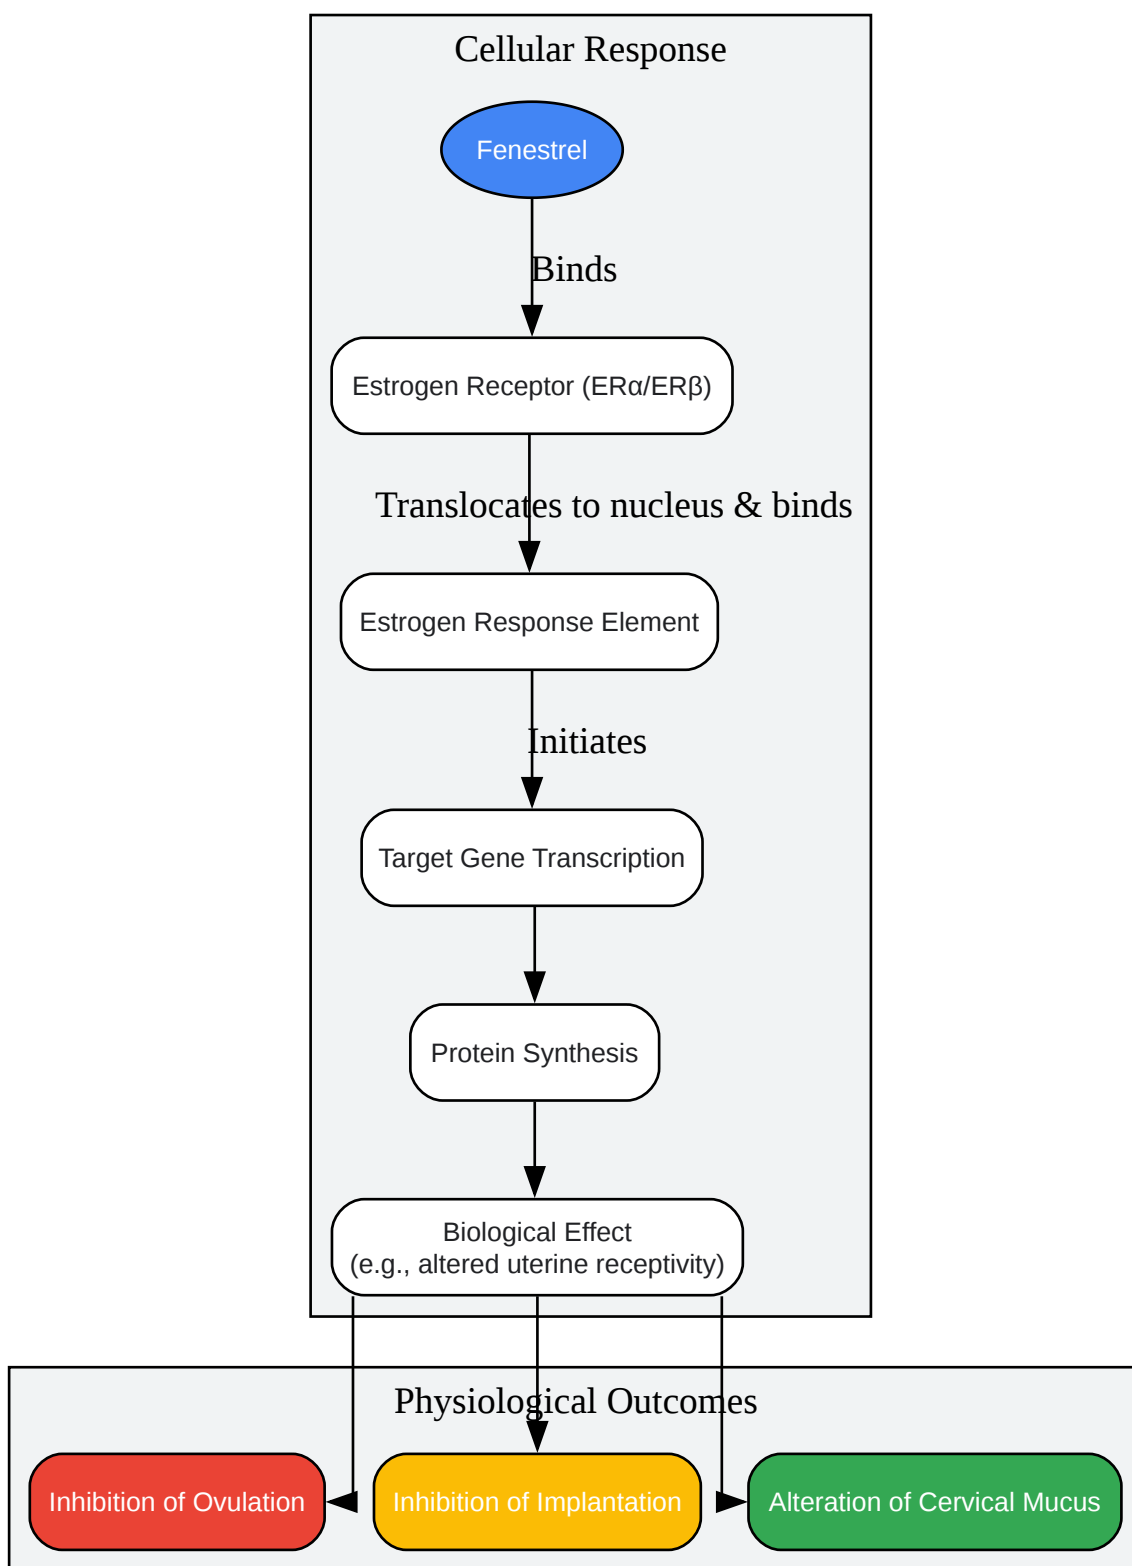 Cellular Response
Fenestrel
Binds
Estrogen Receptor (ERα/ERβ)
Translocates to nucleus & binds
Estrogen Response Element
Initiates
Target Gene Transcription
Protein Synthesis
Biological Effect
(e.g., altered uterine receptivity)
Physiological Outcomes
Inhibition of Ovulation
Inhibition of Implantation
Alteration of Cervical Mucus